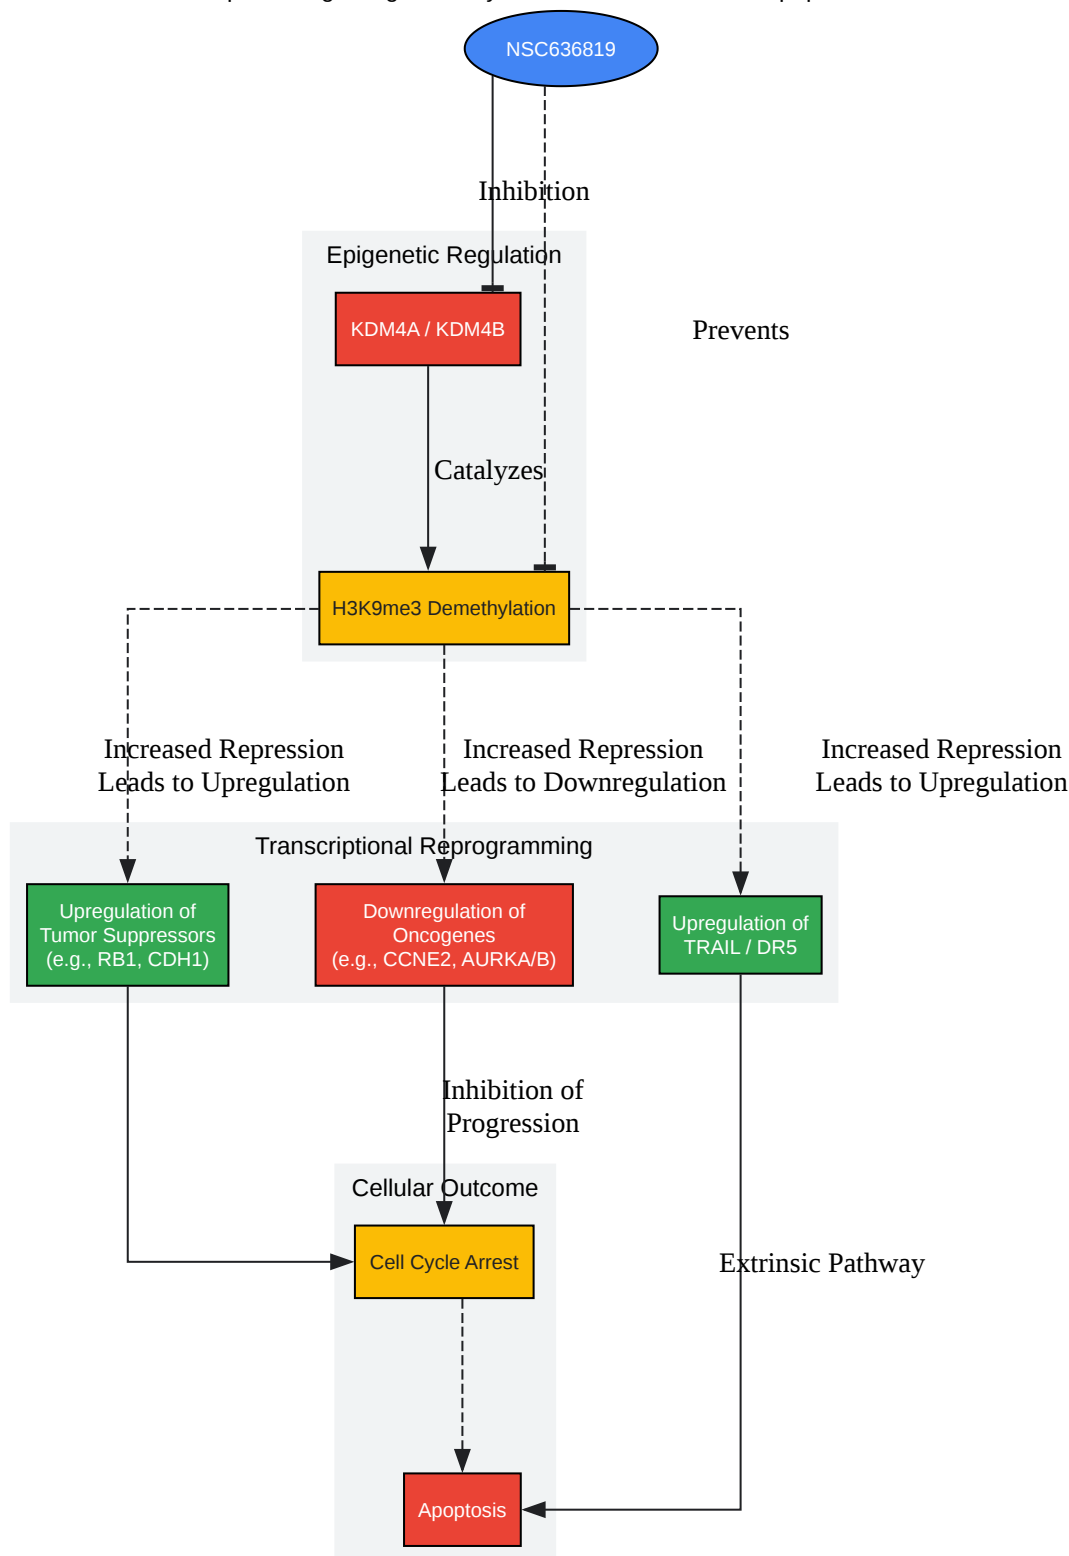 NSC636819
Inhibition
Epigenetic Regulation
KDM4A / KDM4B
Prevents
Catalyzes
H3K9me3 Demethylation
Increased Repression
Leads to Upregulation
Increased Repression
Leads to Downregulation
Increased Repression
Leads to Upregulation
Transcriptional Reprogramming
Upregulation of
Tumor Suppressors
(e.g., RB1, CDH1)
Downregulation of
Oncogenes
(e.g., CCNE2, AURKA/B)
Upregulation of
TRAIL / DR5
Inhibition of
Progression
Cellular Outcome
Cell Cycle Arrest
Extrinsic Pathway
Apoptosis